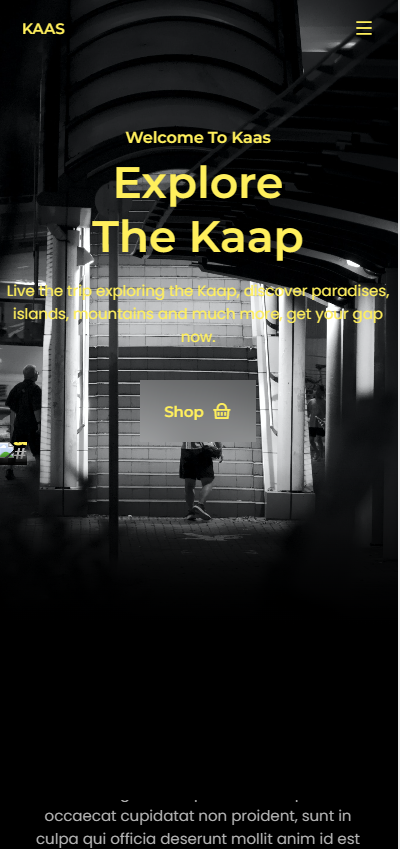 KAAS
Welcome To Kaas
Explore
The Kaap
Live the trip exploring the Kaap, discover paradises,
islands, mountains and much more, get your gap
now.
Shop
#
occaecat cupidatat non proident, sunt in
culpa qui officia deserunt mollit anim id est